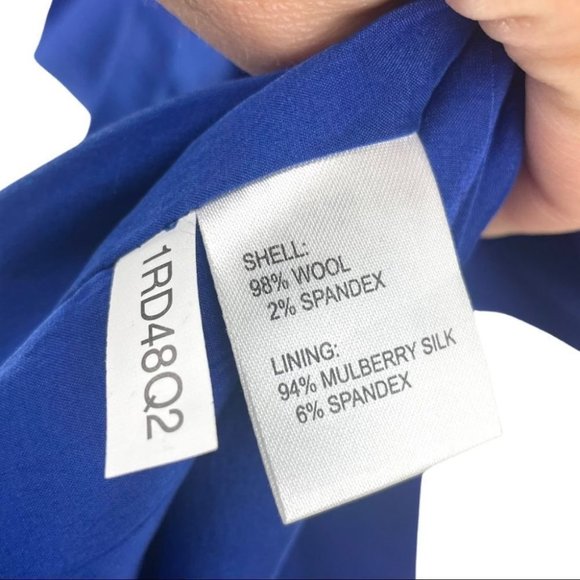 1RD48Q2
SHELL:
98% WOOL
2% SPANDEX
LINING:
94% MULBERRY SILK
6% SPANDEX